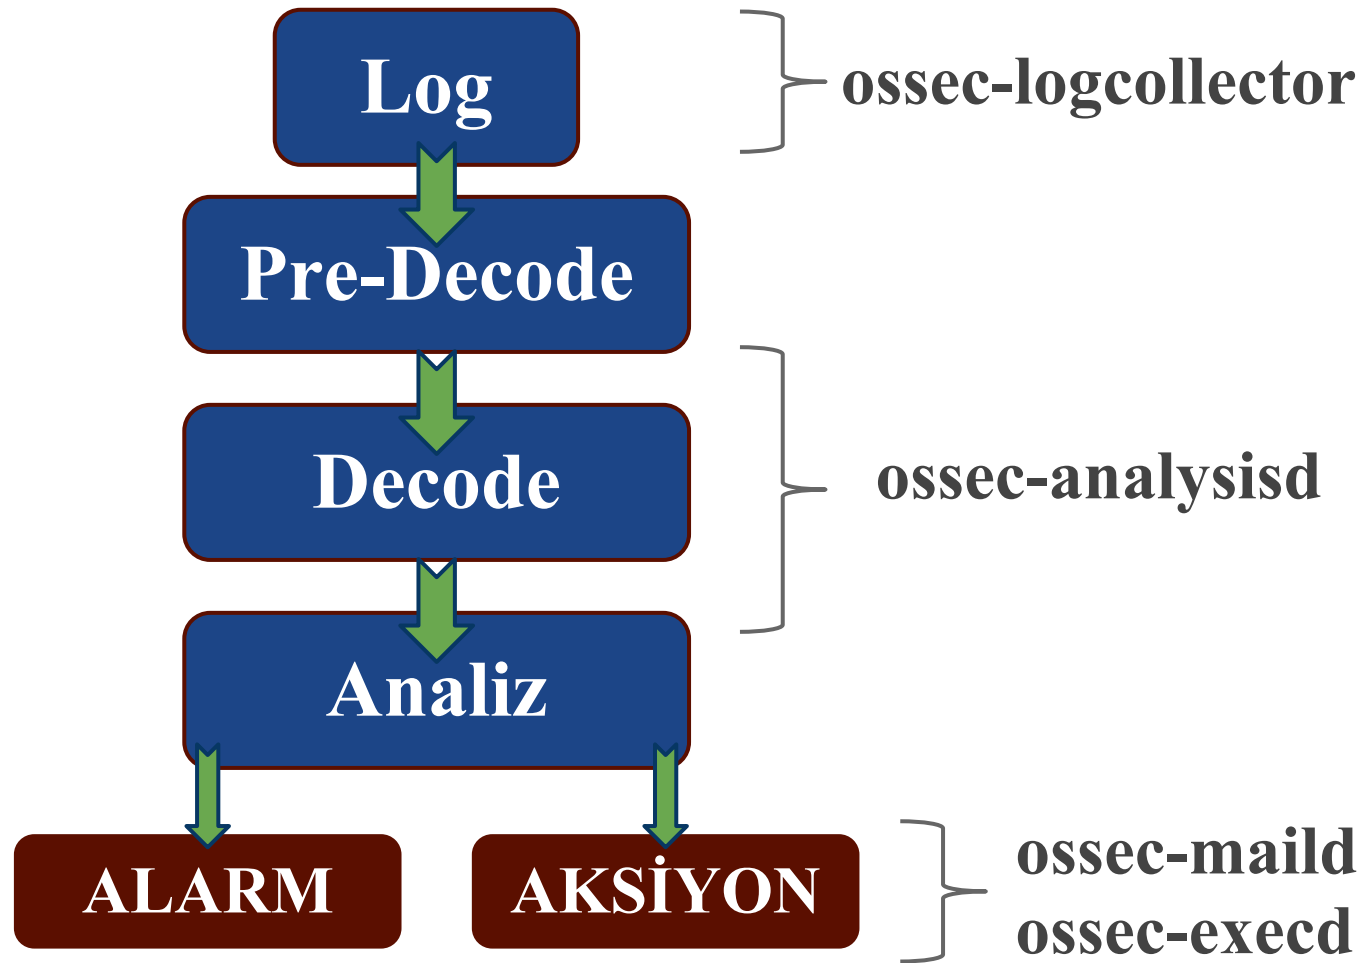 Log
ossec-logcollector
Pre-Decode
Decode
ossec-analysisd
Analiz
ALARM
AKSİYON
ossec-maild
ossec-execd